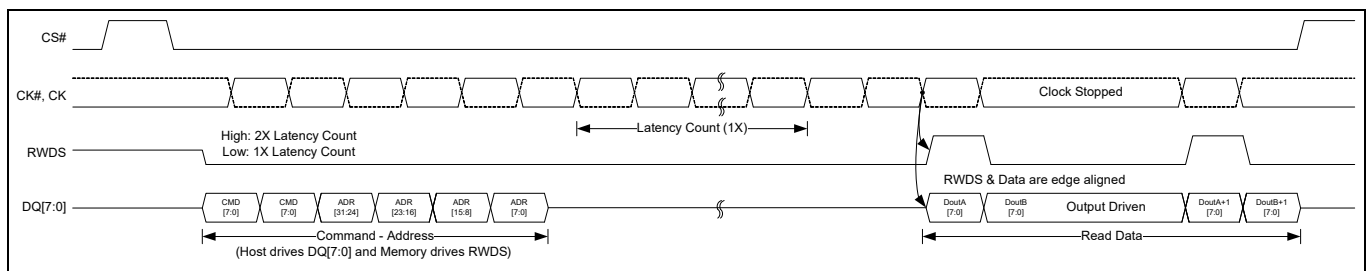 CS#
CK#, CK
Clock Stopped
Latency Count (1X)
High: 2X Latency Count
Low: 1X Latency Count
RWDS
RWDS & Data are edge aligned
DQ[7:0]
CMD [7:0]
CMD [7:0]
ADR [31:24]
ADR [23:16]
ADR [15:8]
ADR [7:0]
DoutA [7:0]
DoutB [7:0]
Output Driven
DoutA+1 [7:0]
DoutB+1 [7:0]
Command - Address
Read Data
(Host drives DQ[7:0] and Memory drives RWDS)